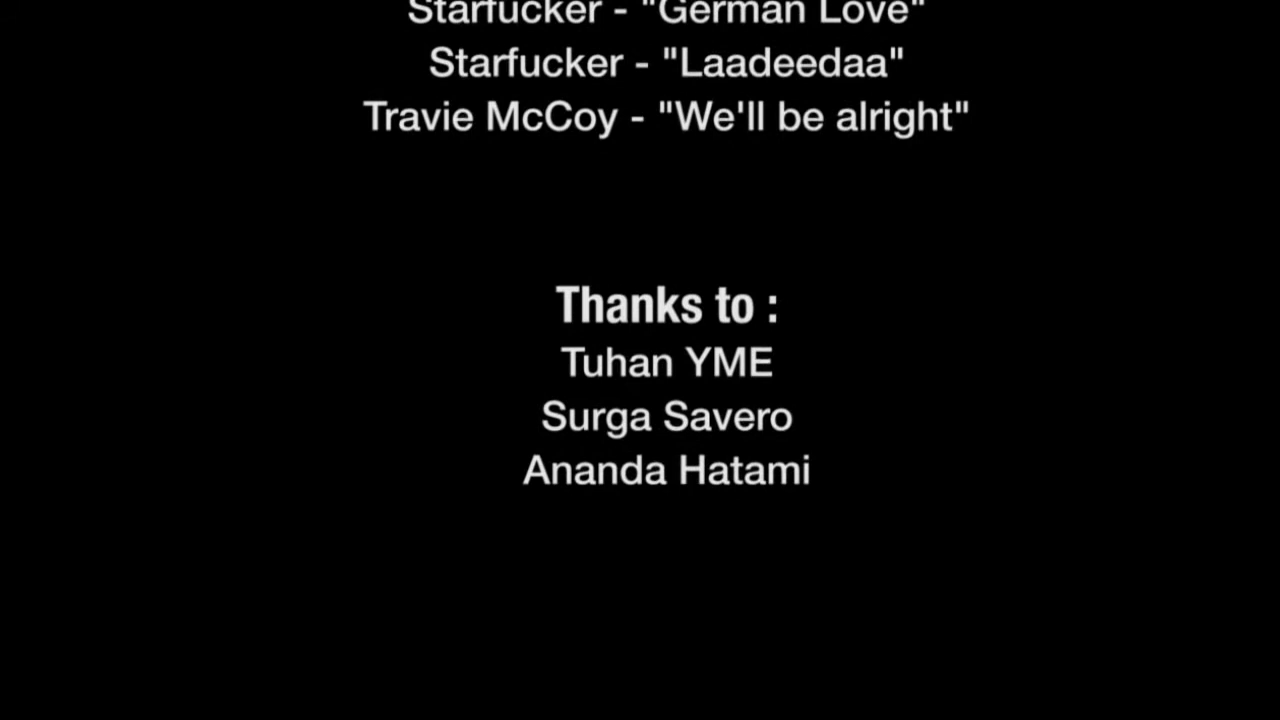 Starfucker - "German Love"
Starfucker - "Laadeedaa"
Travie McCoy - "We'll be alright"
Thanks to :
Tuhan YME
Surga Savero
Ananda Hatami